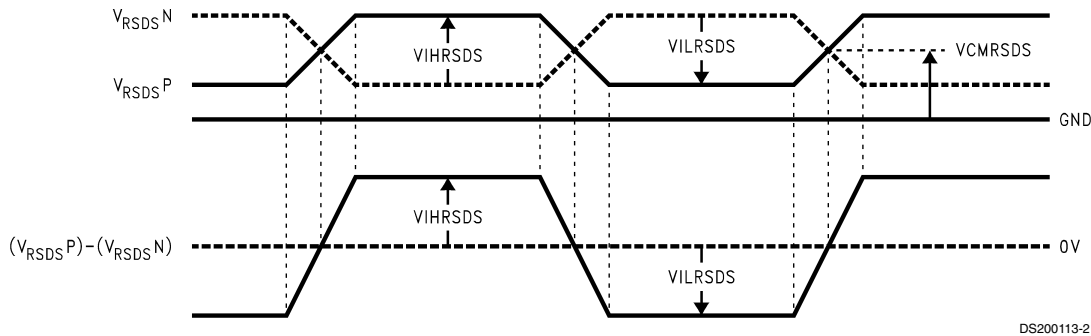 VRSDSN
VIHRSDS
VILRSDS
VCMRSDS
VRSDSP
GND
VIHRSDS
(VRSDSP)-(VRSDSN)
0V
VILRSDS
DS200113-2